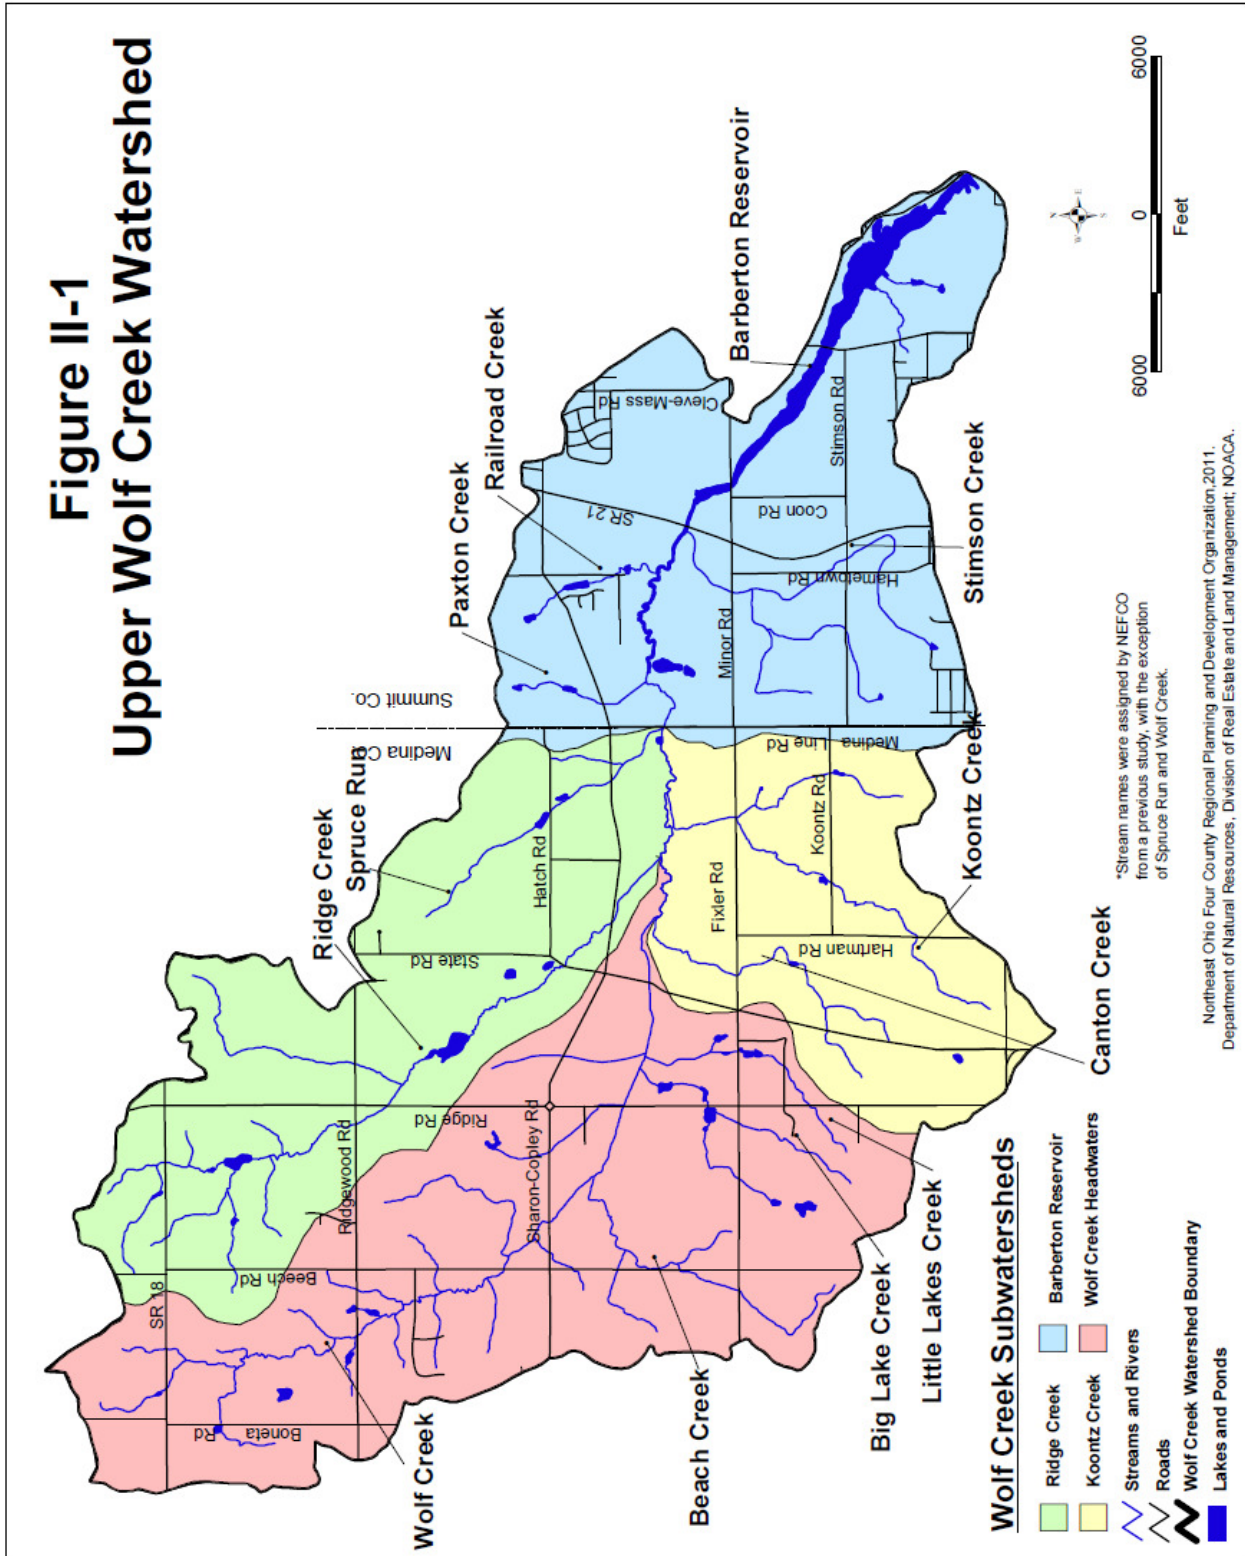 Figure II-1
Upper Wolf Creek Watershed
Medina Co.
Summit Co.
Ridge Creek
Spruce Run
Paxton Creek
Railroad Creek
Barberton Reservoir
Wolf Creek
Beach Creek
Big Lake Creek
Little Lakes Creek
Canton Creek
Koontz Creek
Stimson Creek
SR 18
Boneta
Rd
Beech Rd
Ridgewood Rd
Ridge Rd
Sharon-Copley Rd
State Rd
Hatch Rd
Fixler Rd
Hartman Rd
Koontz Rd
Medina
Line Rd
Minor Rd
Hametown Rd
SR 21
Coon Rd
Stimson Rd
Cleve-Mass Rd
N
W
E
S
6000
0
6000
Feet
Wolf Creek Subwatersheds
Ridge Creek
Barberton Reservoir
Koontz Creek
Wolf Creek Headwaters
Streams and Rivers
Roads
Wolf Creek Watershed Boundary
Lakes and Ponds
*Stream names were assigned by NEFCO
from a previous study, with the exception
of Spruce Run and Wolf Creek.
Northeast Ohio Four County Regional Planning and Development Organization,2011.
Department of Natural Resources, Division of Real Estate and Land Management; NOACA.